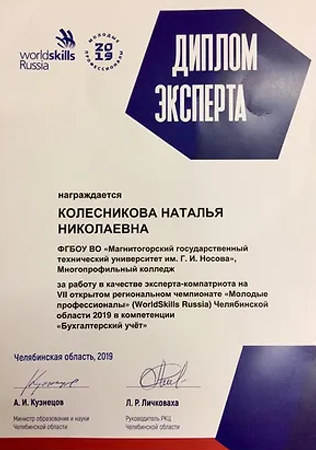 worldskills
Russia
МОЛОДЫЕ ПРОФЕССИОНАЛЫ
2019
ДИПЛОМ
ЭКСПЕРТА
награждается
КОЛЕСНИКОВА НАТАЛЬЯ
НИКОЛАЕВНА
ФГБОУ ВО «Магнитогорский государственный
технический университет им. Г. И. Носова»,
Многопрофильный колледж
за работу в качестве эксперта-компатриота на
VII открытом региональном чемпионате «Молодые
профессионалы» (WorldSkills Russia) Челябинской
области 2019 в компетенции
«Бухгалтерский учёт»
Челябинская область, 2019
А. И. Кузнецов
Л. Р. Личковаха
Министр образования и науки
Челябинской области
Руководитель РКЦ
Челябинской области